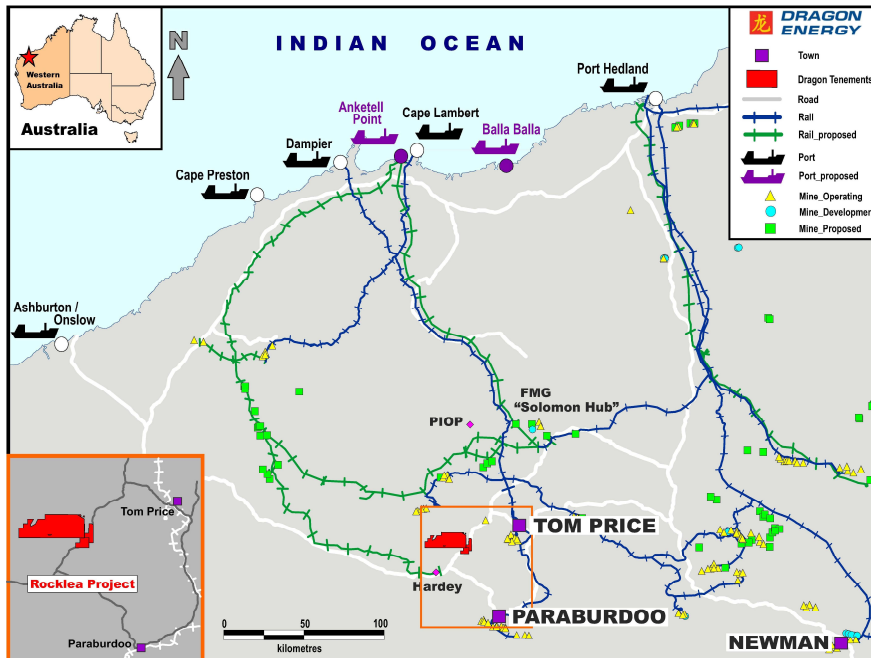 INDIAN OCEAN
N
Western
Australia
Australia
龙
DRAGON
ENERGY
Town
Dragon Tenements
Road
Rail
Rail_proposed
Port
Port_proposed
Mine_Operating
Mine_Developmen
Mine_Proposed
Port Hedland
Anketell
Point
Cape Lambert
Balla Balla
Dampier
Cape Preston
Ashburton /
Onslow
FMG
"Solomon Hub"
PIOP
TOM PRICE
Hardey
PARABURDOO
NEWMAN
Tom Price
Rocklea Project
Paraburdoo
0 50 100
kilometres